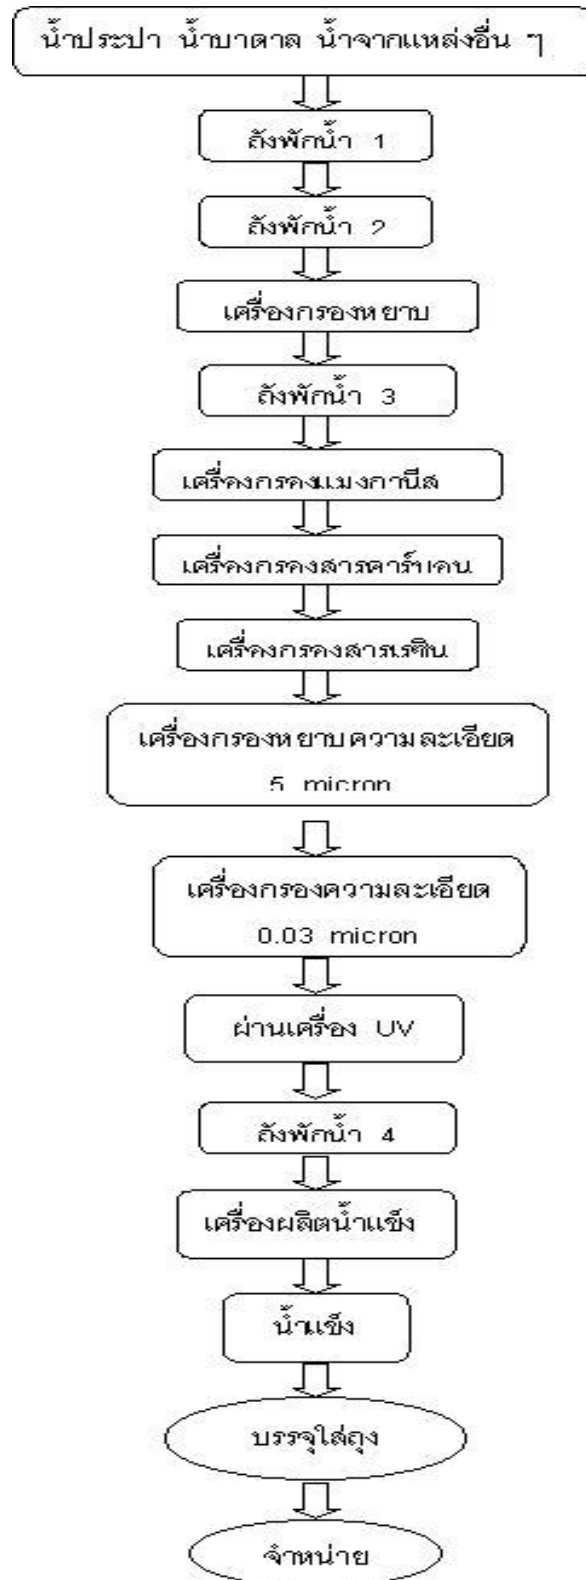 น้ำประปา น้ำบาดาล น้ำจากแหล่งอื่น ๆ
ถังพักน้ำ 1
ถังพักน้ำ 2
เครื่องกรองหยาบ
ถังพักน้ำ 3
เครื่องกรองแมงกานีส
เครื่องกรองสารคาร์บอน
เครื่องกรองสารเรซิน
เครื่องกรองหยาบความละเอียด
5 micron
เครื่องกรองความละเอียด
0.03 micron
ผ่านเครื่อง UV
ถังพักน้ำ 4
เครื่องผลิตน้ำแข็ง
น้ำแข็ง
บรรจุใส่ถุง
จำหน่าย